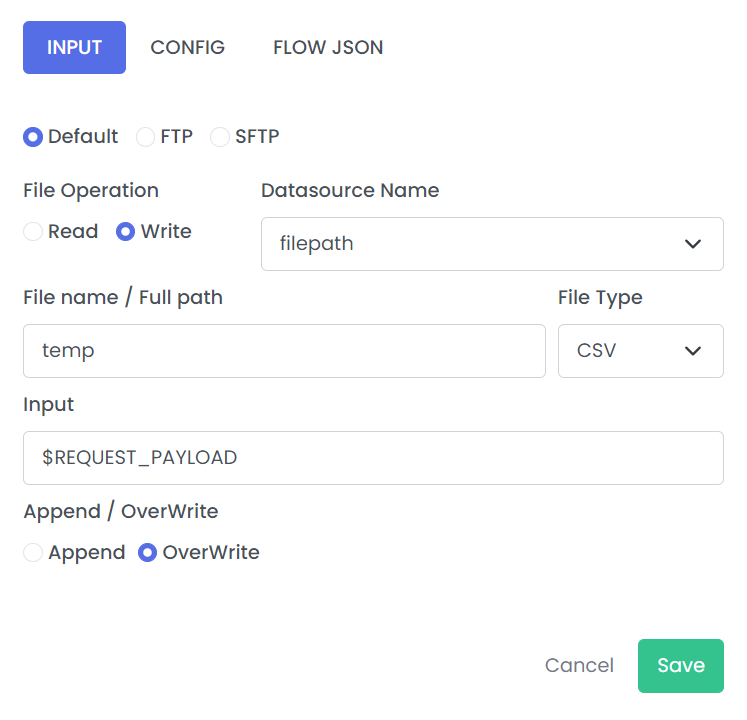 INPUT CONFIG FLOW JSON
Default FTP SFTP
File Operation Datasource Name
Read Write filepath
File name / Full path File Type
temp CSV
Input
$REQUEST_PAYLOAD
Append / OverWrite
Append OverWrite
Cancel Save